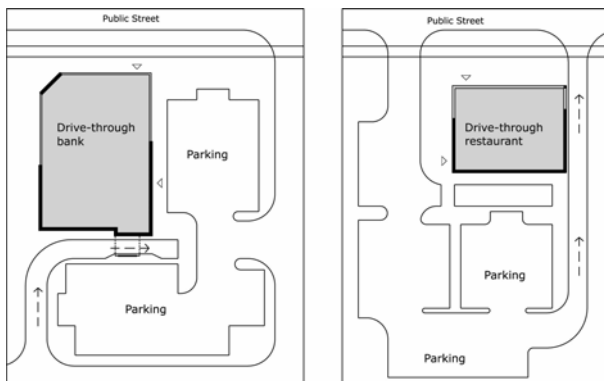 Public Street
Drive-through
bank
Parking
Parking
Public Street
Drive-through
restaurant
Parking
Parking